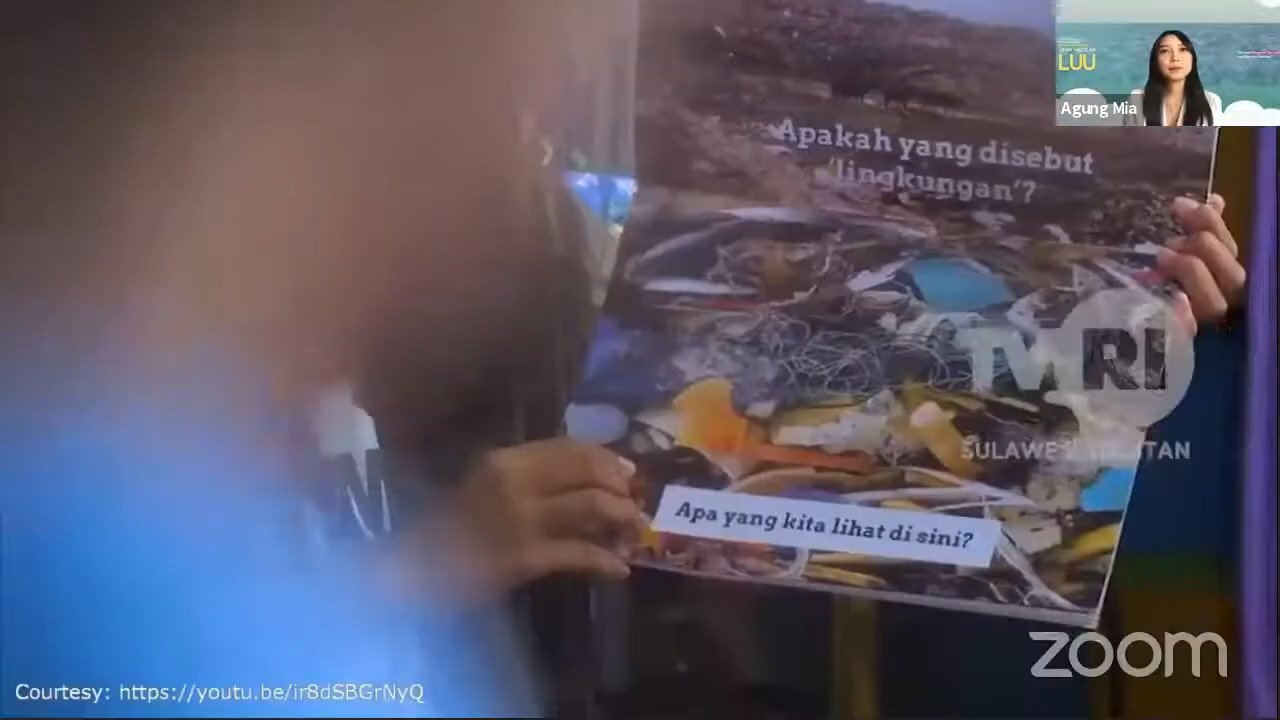 LUU
Agung Mia
Apakah yang disebut
'lingkungan'?
TVRI
Apa yang kita lihat di sini?
zoom
Courtesy: https://youtu.be/ir8dSBGrNyQ